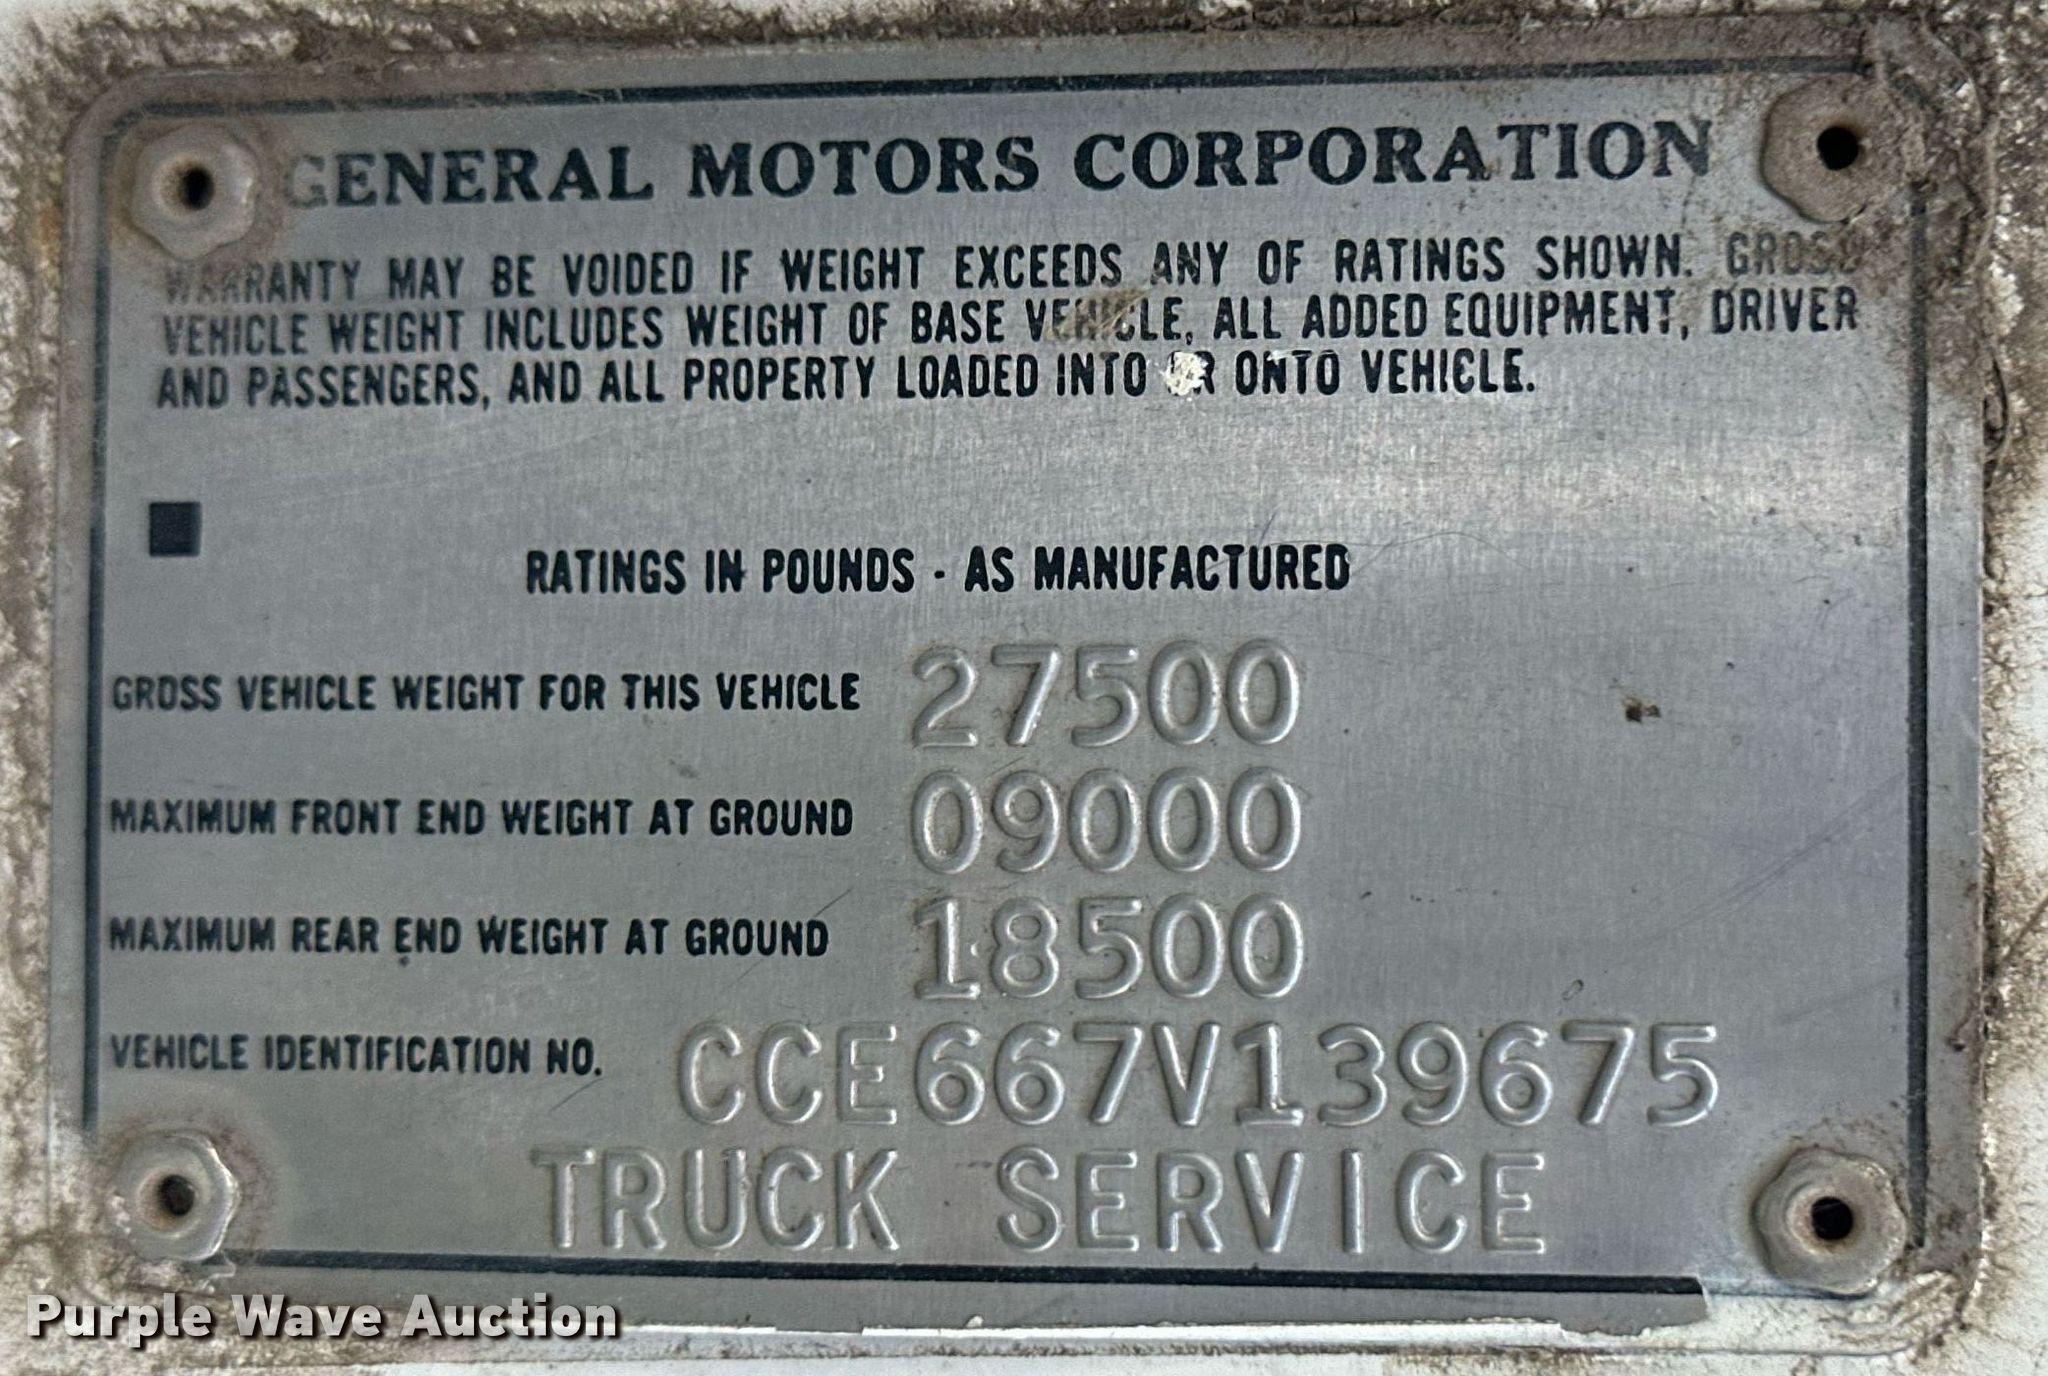 GENERAL MOTORS CORPORATION
WARRANTY MAY BE VOIDED IF WEIGHT EXCEEDS ANY OF RATINGS SHOWN. GROSS
VEHICLE WEIGHT INCLUDES WEIGHT OF BASE VEHICLE, ALL ADDED EQUIPMENT, DRIVER
AND PASSENGERS, AND ALL PROPERTY LOADED INTO OR ONTO VEHICLE.
RATINGS IN POUNDS - AS MANUFACTURED
GROSS VEHICLE WEIGHT FOR THIS VEHICLE 27500
MAXIMUM FRONT END WEIGHT AT GROUND 09000
MAXIMUM REAR END WEIGHT AT GROUND 18500
VEHICLE IDENTIFICATION NO. CCE667V139675
TRUCK SERVICE
Purple Wave Auction